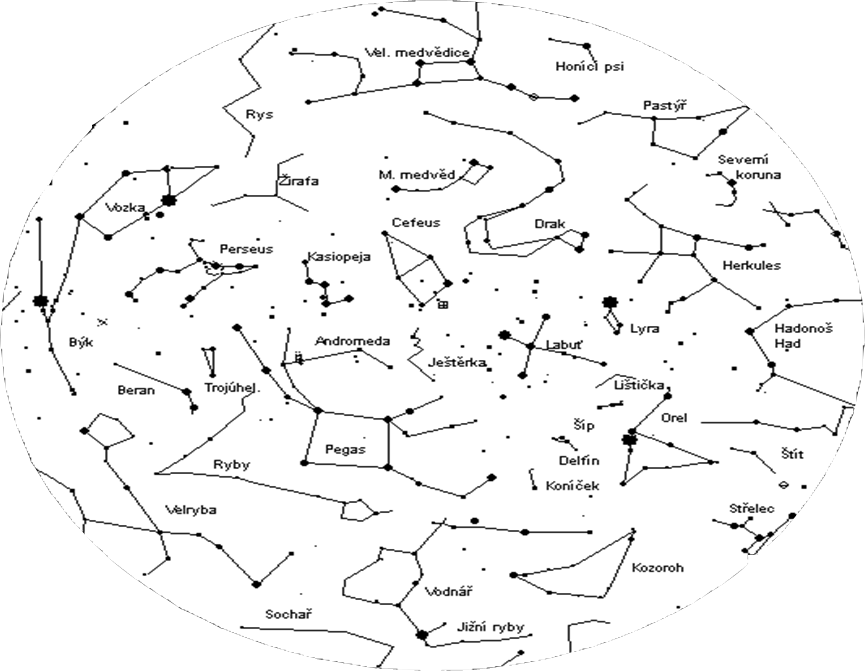 Vel. medvědice
Honící psi
Rys
Pastýř
Severní
koruna
Žirafa
M. medvěd
Vozka
Cefeus
Drak
Perseus
Kasiopeja
Herkules
Býk
Andromeda
Ještěrka
Labuť
Lyra
Hadonoš
Had
Beran
Trojúhel.
Lištička
Šíp
Orel
Pegas
Ryby
Delfín
Štít
Koníček
Velryba
Střelec
Kozoroh
Vodnář
Sochař
Jižní ryby